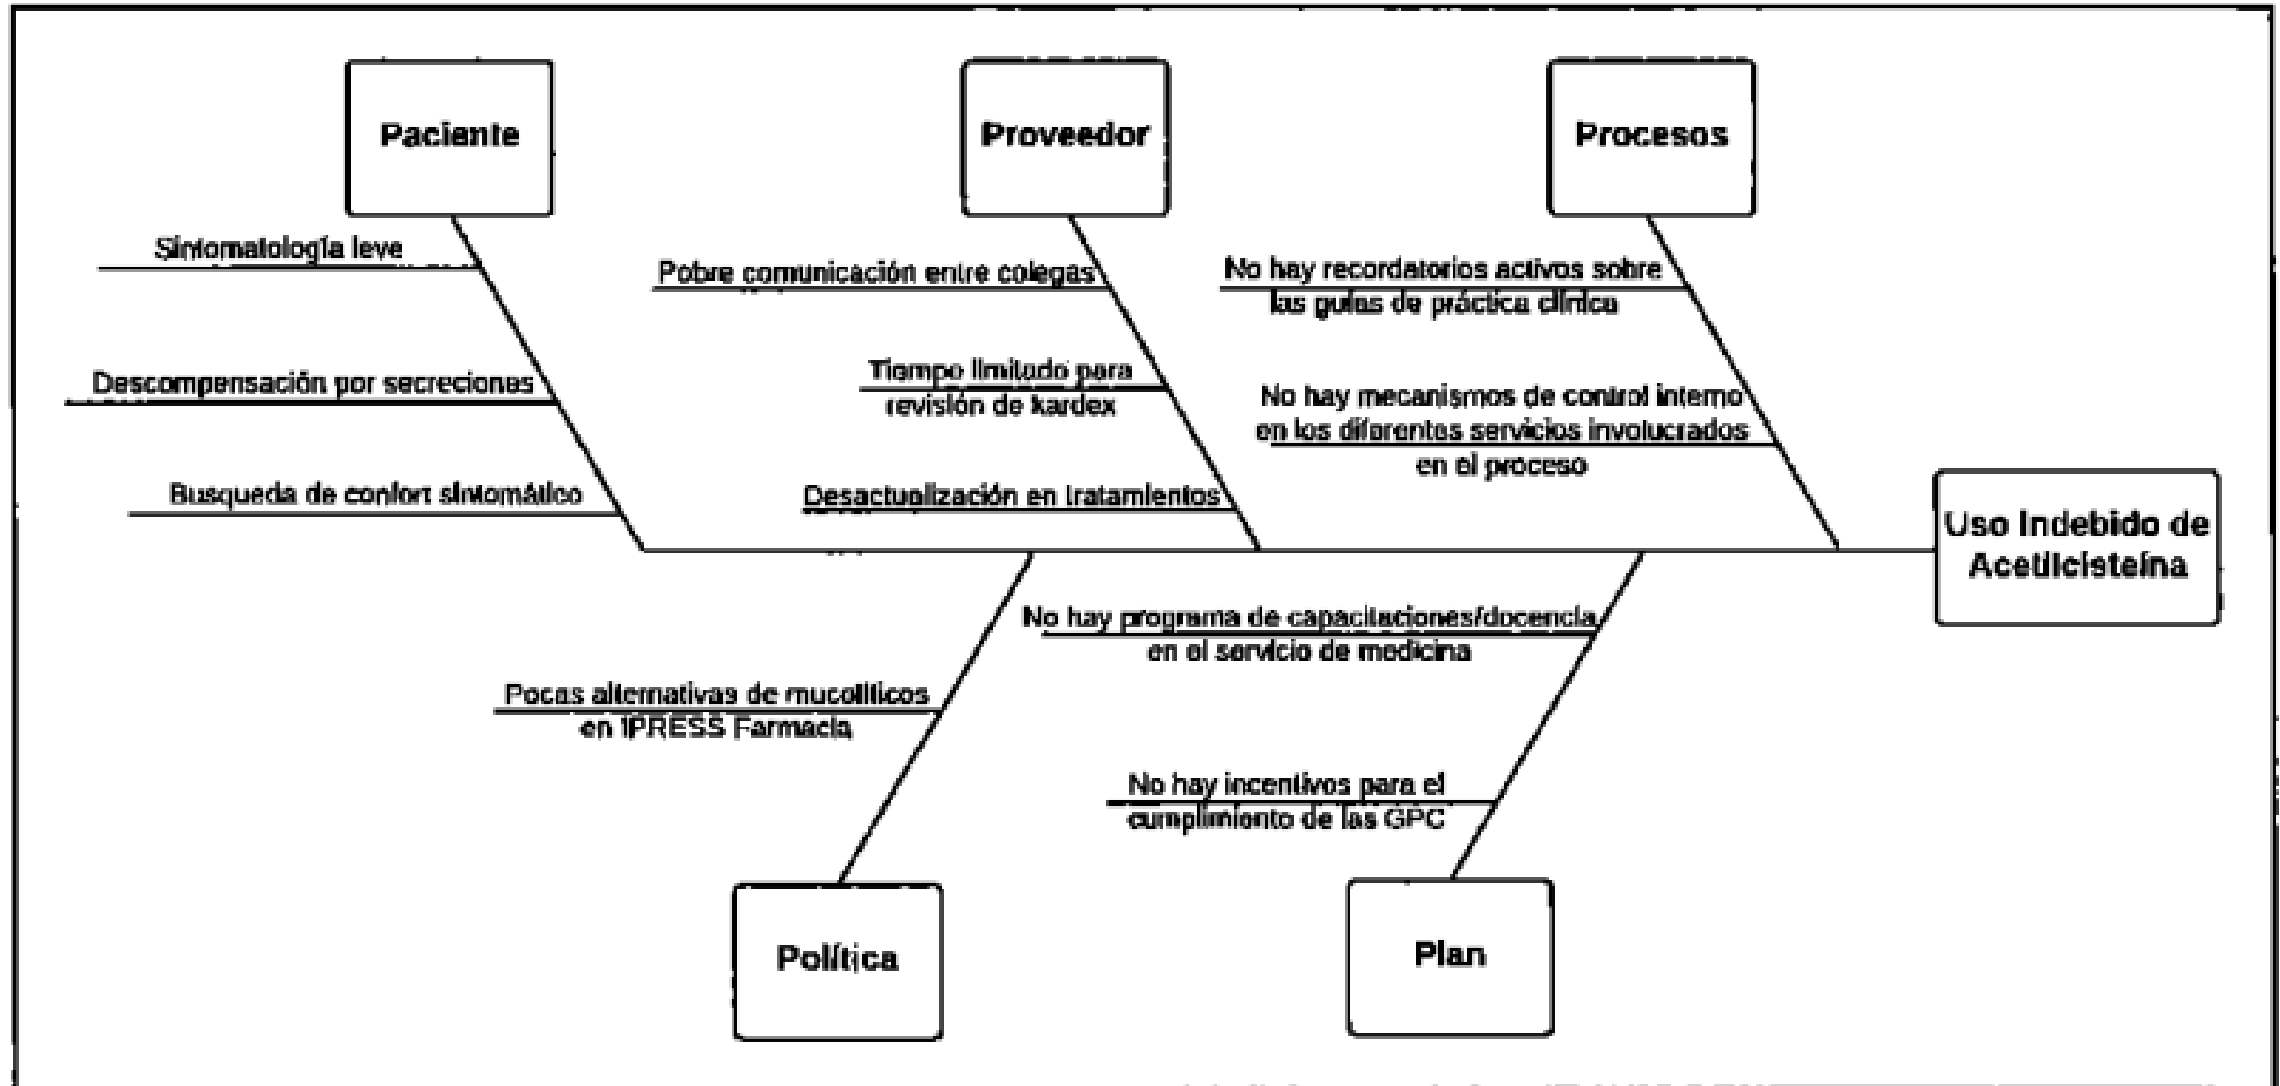 Paciente
Proveedor
Procesos
Sintomatología leve
Descompensación por secreciones
Busqueda de confort sintomático
Pobre comunicación entre colegas
Tiempo limitado para
revisión de kardex
Desactualización en tratamientos
No hay recordatorios activos sobre
las guías de práctica clínica
No hay mecanismos de control interno
en los diferentes servicios involucrados
en el proceso
Uso Indebido de
Acetilcisteína
Pocas alternativas de mucolíticos
en IPRESS Farmacia
No hay programa de capacitaciones/docencia
en el servicio de medicina
No hay incentivos para el
cumplimiento de las GPC
Política
Plan